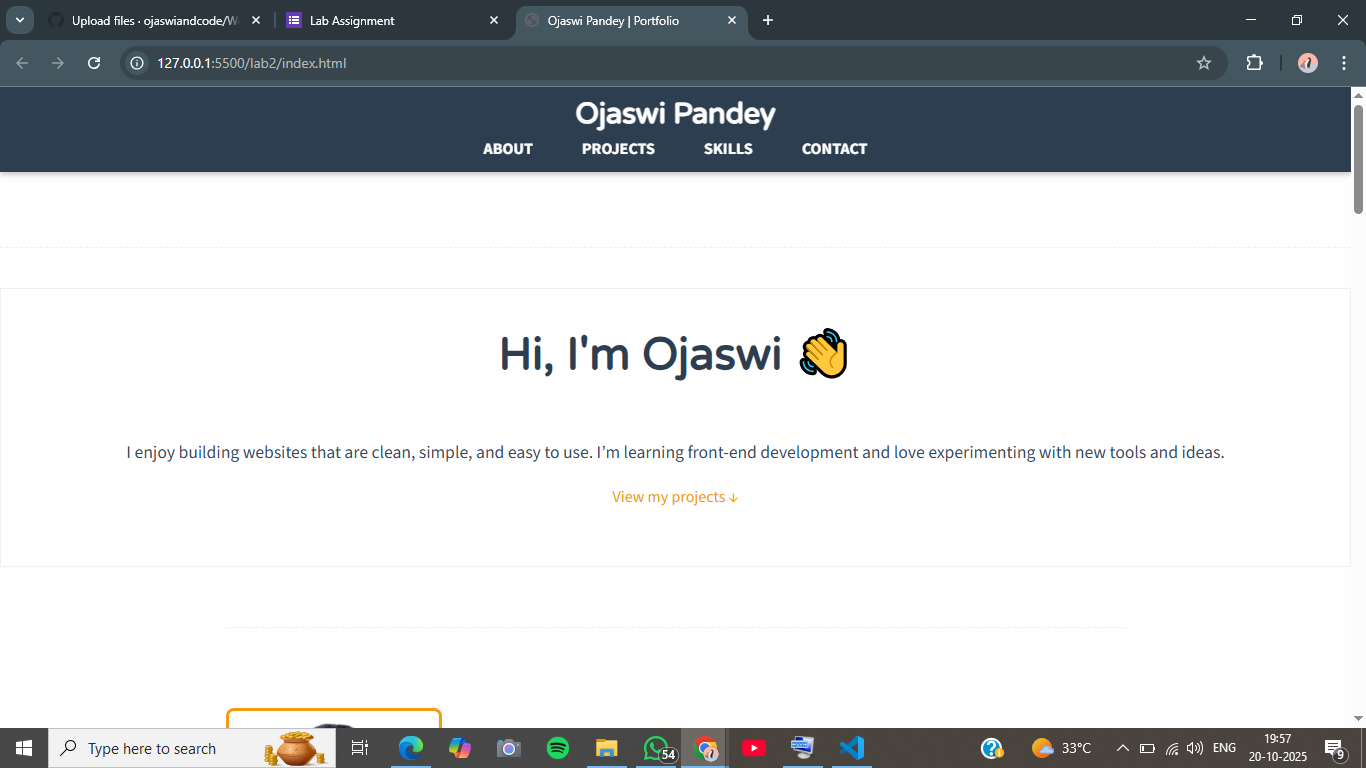 Upload files · ojaswiandcode/W
Lab Assignment
Ojaswi Pandey | Portfolio
127.0.0.1:5500/lab2/index.html
Ojaswi Pandey
ABOUT PROJECTS SKILLS CONTACT
Hi, I'm Ojaswi 👋
I enjoy building websites that are clean, simple, and easy to use. I’m learning front-end development and love experimenting with new tools and ideas.
View my projects ↓
Type here to search
54
33°C
ENG
19:57
20-10-2025
9